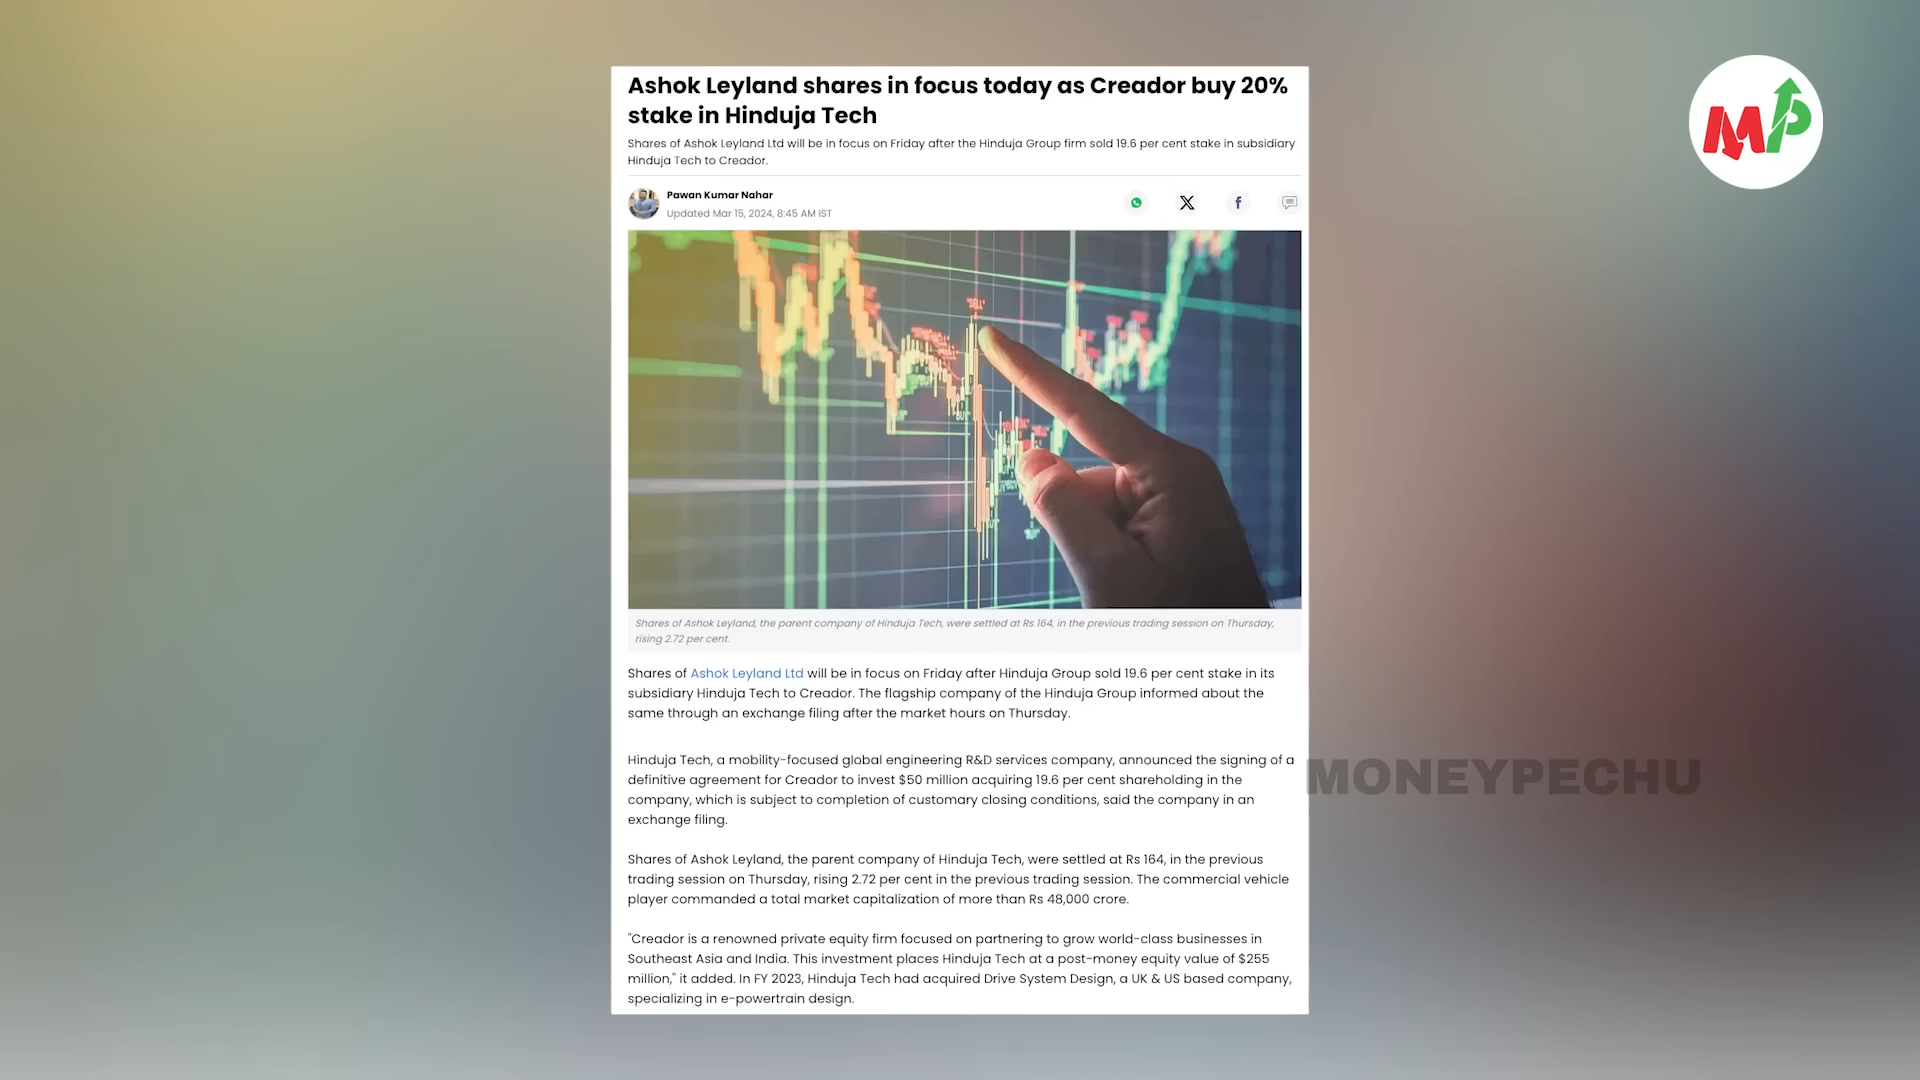 Ashok Leyland shares in focus today as Creador buy 20%
stake in Hinduja Tech
Shares of Ashok Leyland Ltd will be in focus on Friday after the Hinduja Group firm sold 19.6 per cent stake in subsidiary
Hinduja Tech to Creador.
MP
Pawan Kumar Nahar
Updated Mar 15, 2024, 8:45 AM IST
"SELL"
BUY
Shares of Ashok Leyland, the parent company of Hinduja Tech, were settled at Rs 164, in the previous trading session on Thursday,
rising 2.72 per cent.
Shares of Ashok Leyland Ltd will be in focus on Friday after Hinduja Group sold 19.6 per cent stake in its
subsidiary Hinduja Tech to Creador. The flagship company of the Hinduja Group informed about the
same through an exchange filing after the market hours on Thursday.
Hinduja Tech, a mobility-focused global engineering R&D services company, announced the signing of a
definitive agreement for Creador to invest $50 million acquiring 19.6 per cent shareholding in the
company, which is subject to completion of customary closing conditions, said the company in an
exchange filing.
MONEYPECHU
Shares of Ashok Leyland, the parent company of Hinduja Tech, were settled at Rs 164, in the previous
trading session on Thursday, rising 2.72 per cent in the previous trading session. The commercial vehicle
player commanded a total market capitalization of more than Rs 48,000 crore.
"Creador is a renowned private equity firm focused on partnering to grow world-class businesses in
Southeast Asia and India. This investment places Hinduja Tech at a post-money equity value of $255
million," it added. In FY 2023, Hinduja Tech had acquired Drive System Design, a UK & US based company,
specializing in e-powertrain design.